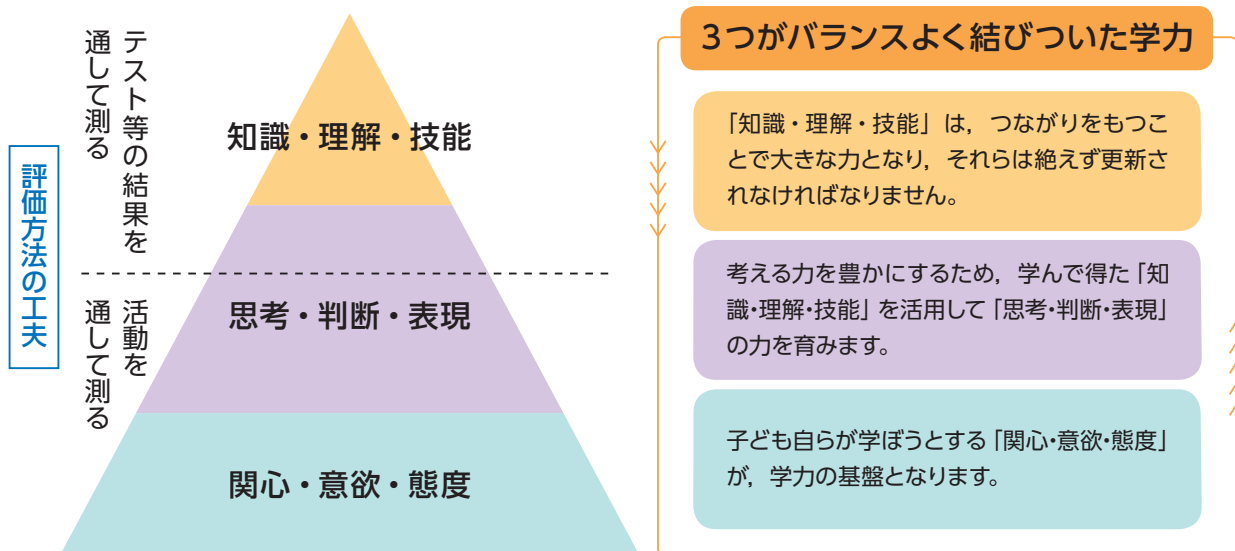 評価方法の工夫
テスト等の結果を
通して測る
活動を
通して測る
知識・理解・技能
思考・判断・表現
関心・意欲・態度
3つがバランスよく結びついた学力
「知識・理解・技能」は，つながりをもつこ
とで大きな力となり，それらは絶えず更新さ
れなければなりません。
考える力を豊かにするため，学んで得た「知
識・理解・技能」を活用して「思考・判断・表現」
の力を育みます。
子ども自らが学ぼうとする「関心・意欲・態度」
が，学力の基盤となります。